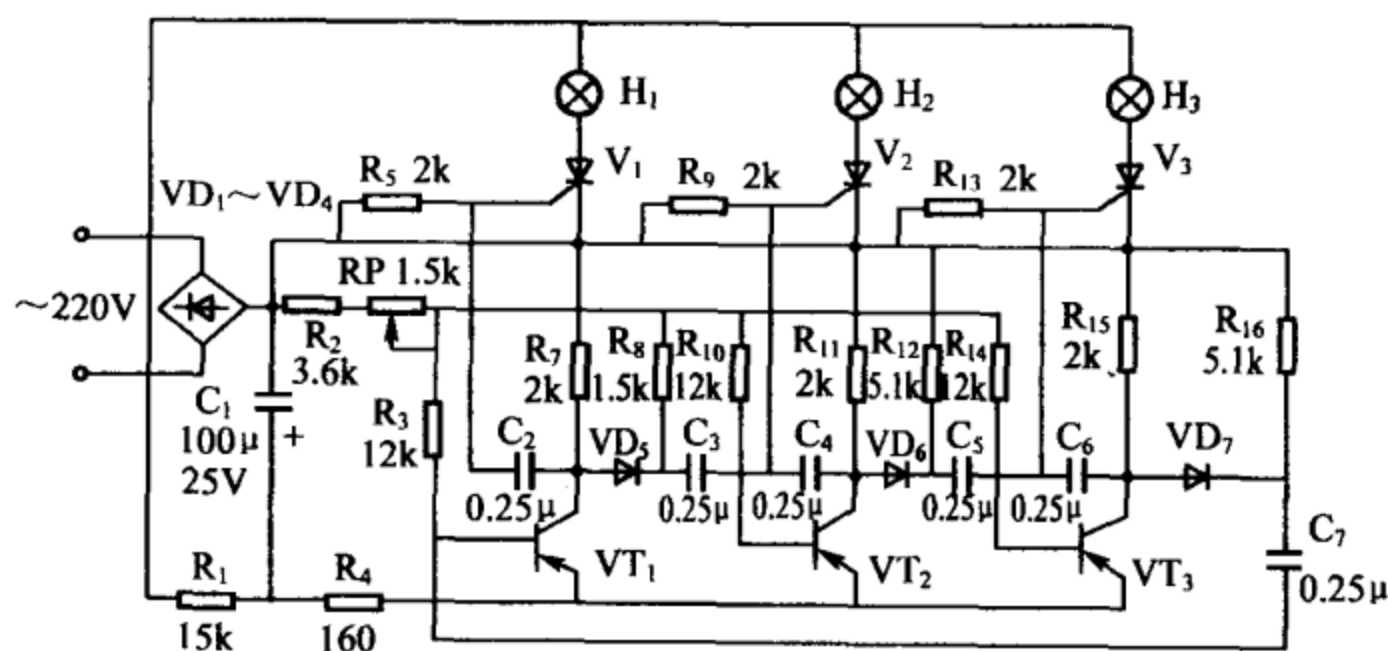 H₁
H₂
H₃
V₁
V₂
V₃
R₅ 2k
R₉ 2k
R₁₃ 2k
VD₁～VD₄
RP 1.5k
～220V
R₂
3.6k
C₁
100μ
25V
+
R₃
12k
R₇
2k
R₈
1.5k
R₁₀
12k
R₁₁
2k
R₁₂
5.1k
R₁₄
12k
R₁₅
2k
R₁₆
5.1k
C₂
0.25μ
VD₅
C₃
0.25μ
C₄
0.25μ
VD₆
C₅
0.25μ
C₆
0.25μ
VD₇
C₇
0.25μ
VT₁
VT₂
VT₃
R₁
15k
R₄
160